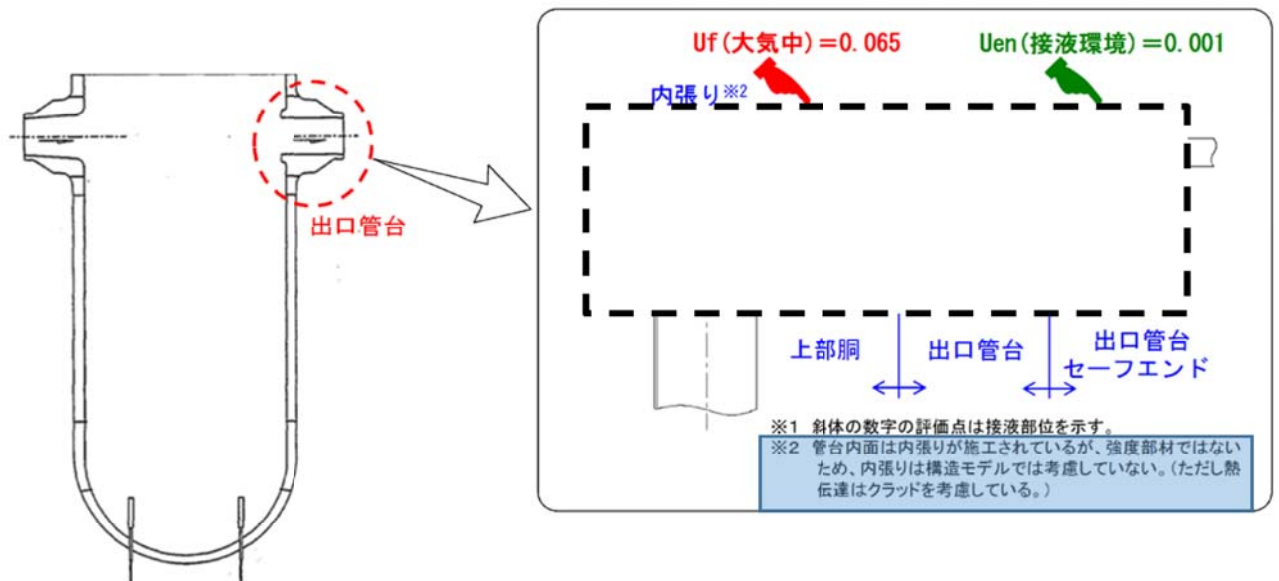 Uf(大気中)=0.065
Uen(接液環境)=0.001
内張り※2
出口管台
上部胴
出口管台
出口管台
セーフエンド
※1 斜体の数字の評価点は接液部位を示す。
※2 管台内面は内張りが施工されているが、強度部材ではない
ため、内張りは構造モデルでは考慮していない。(ただし熱
伝達はクラッドを考慮している。)